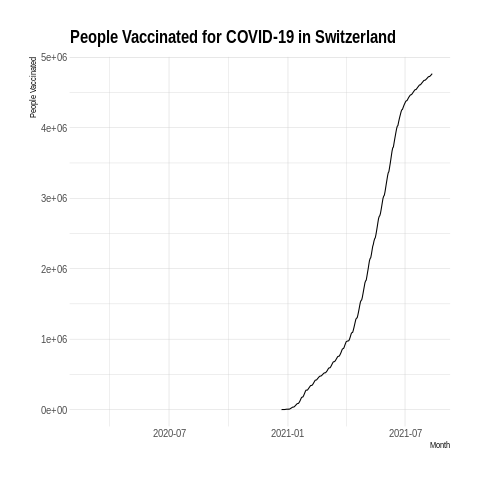 People Vaccinated for COVID-19 in Switzerland
People Vaccinated
5e+06
4e+06
3e+06
2e+06
1e+06
0e+00
2020-07
2021-01
2021-07
Month